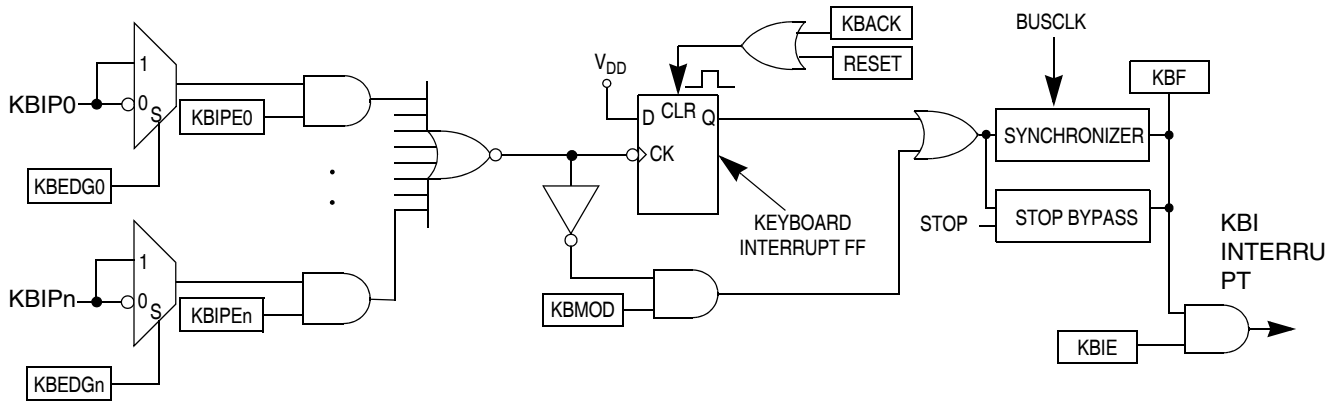 KBIP0
1
0
S
KBEDG0
KBIPE0
KBIPn
1
0
S
KBEDGn
KBIPEn
VDD
D CLR Q
CK
KBACK
RESET
KEYBOARD
INTERRUPT FF
KBMOD
BUSCLK
SYNCHRONIZER
STOP
STOP BYPASS
KBF
KBIE
KBI
INTERRU
PT